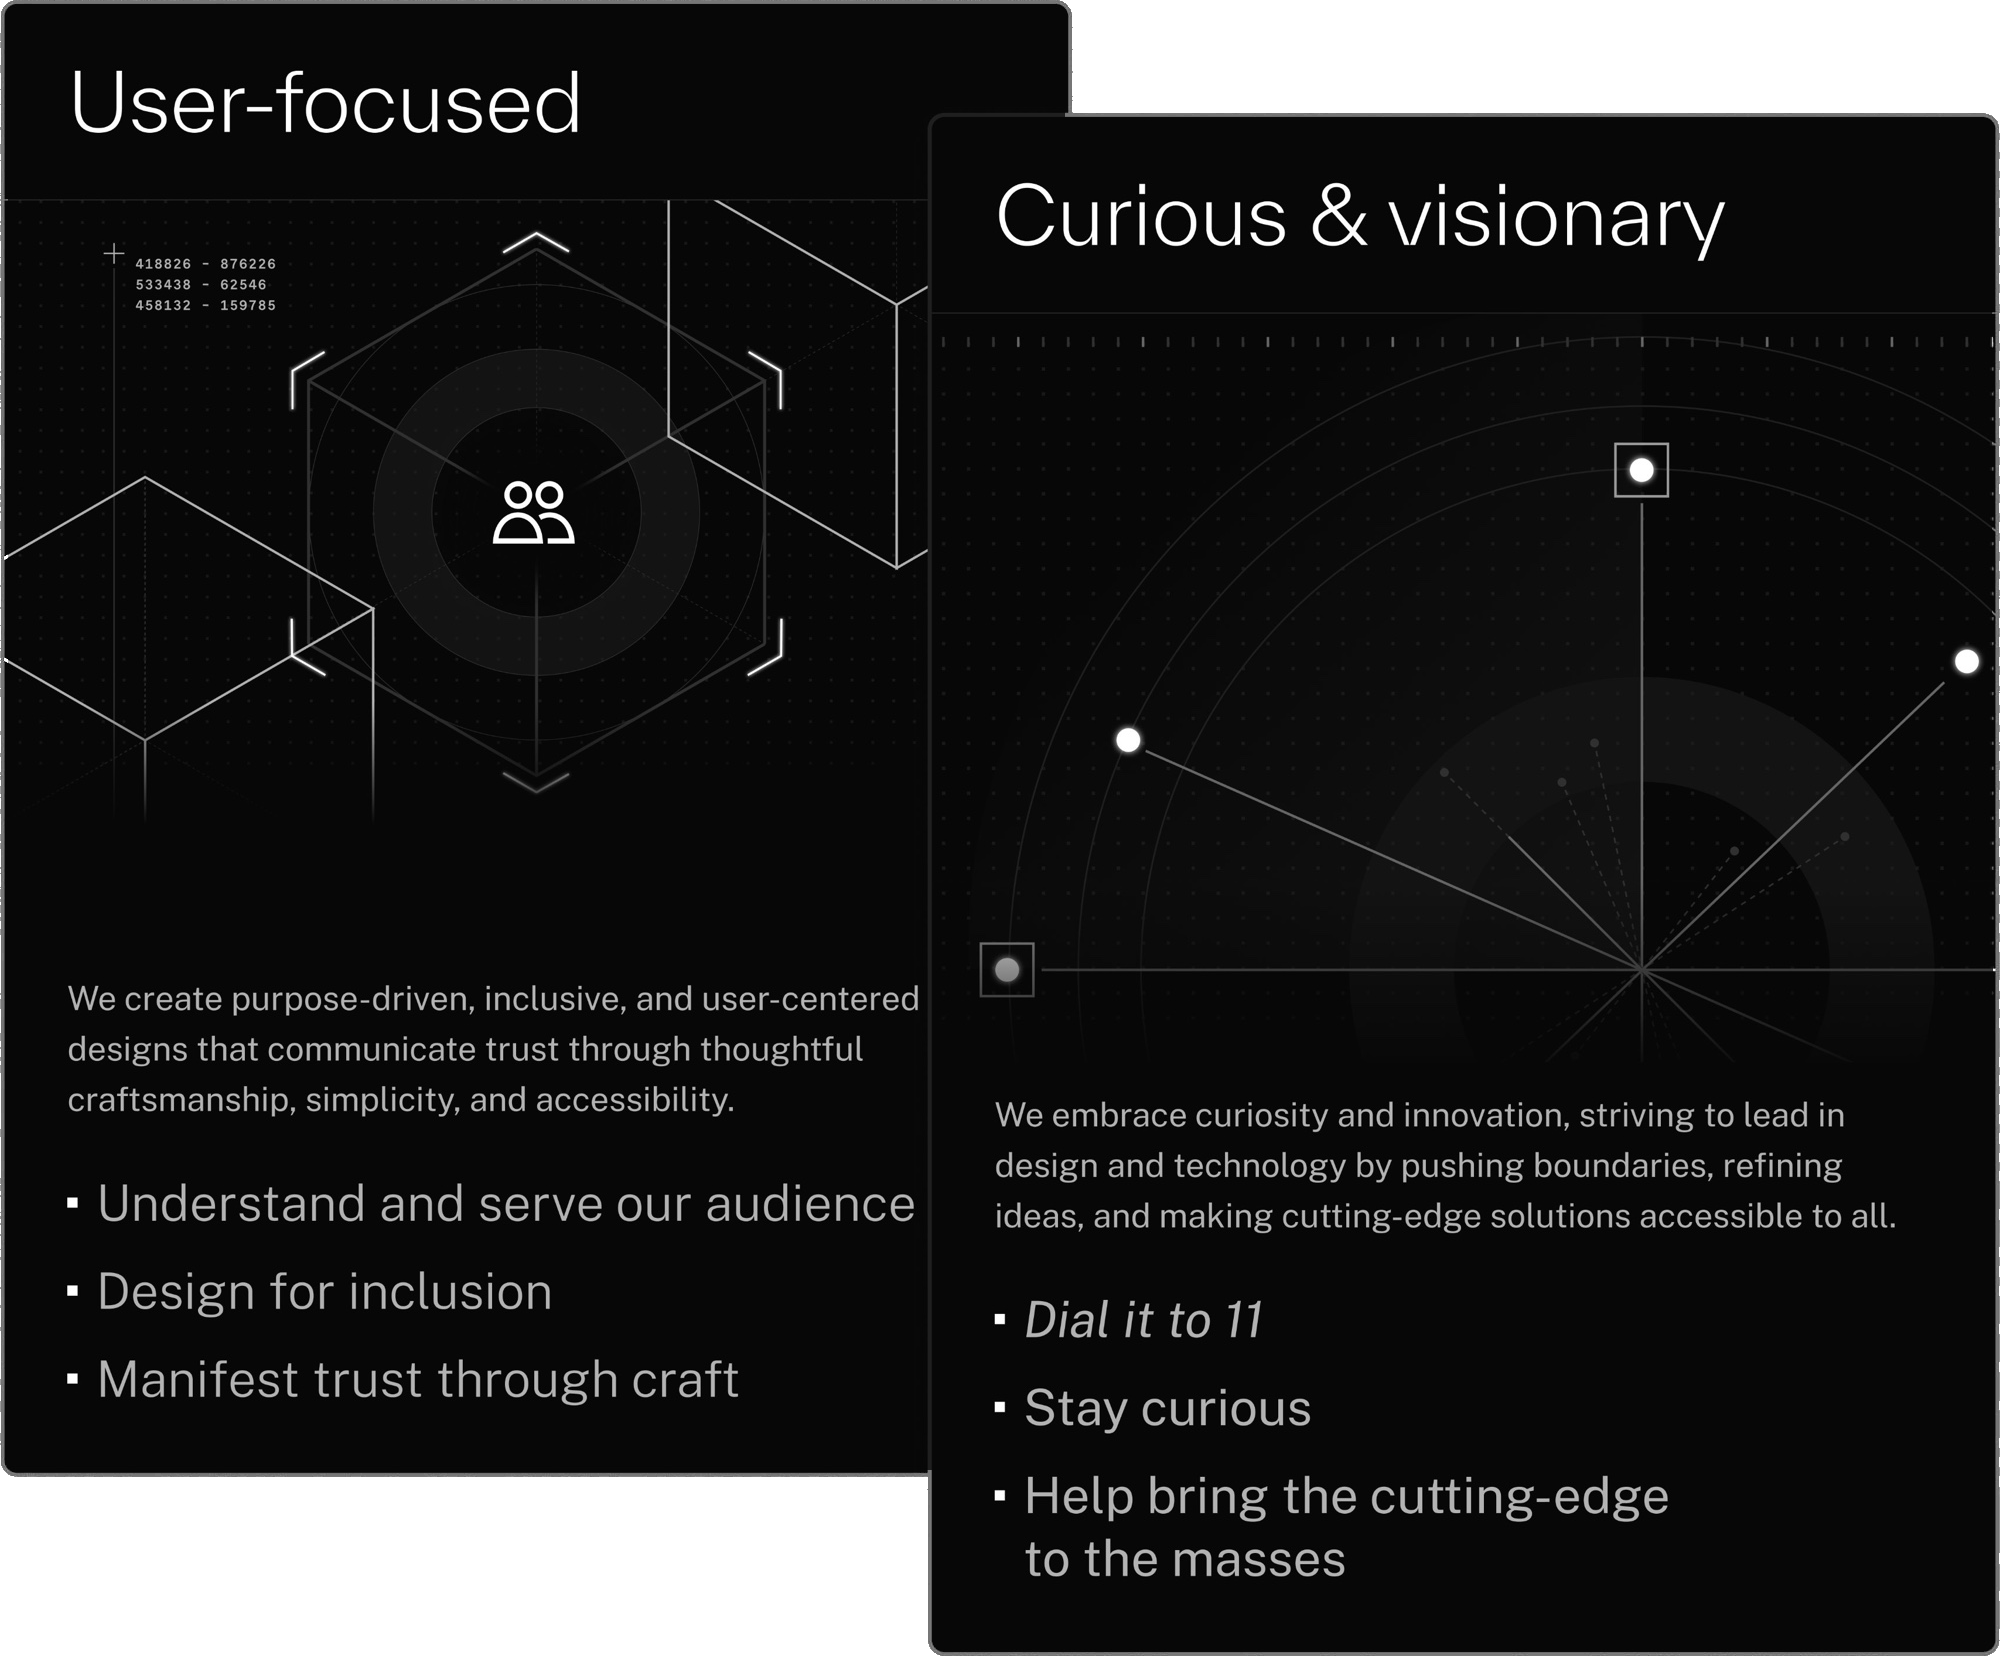 User-focused
418826 - 876226
533438 - 62546
458132 - 159785
We create purpose-driven, inclusive, and user-centered
designs that communicate trust through thoughtful
craftsmanship, simplicity, and accessibility.
▪ Understand and serve our audience
▪ Design for inclusion
▪ Manifest trust through craft
Curious & visionary
We embrace curiosity and innovation, striving to lead in
design and technology by pushing boundaries, refining
ideas, and making cutting-edge solutions accessible to all.
▪ Dial it to 11
▪ Stay curious
▪ Help bring the cutting-edge
to the masses